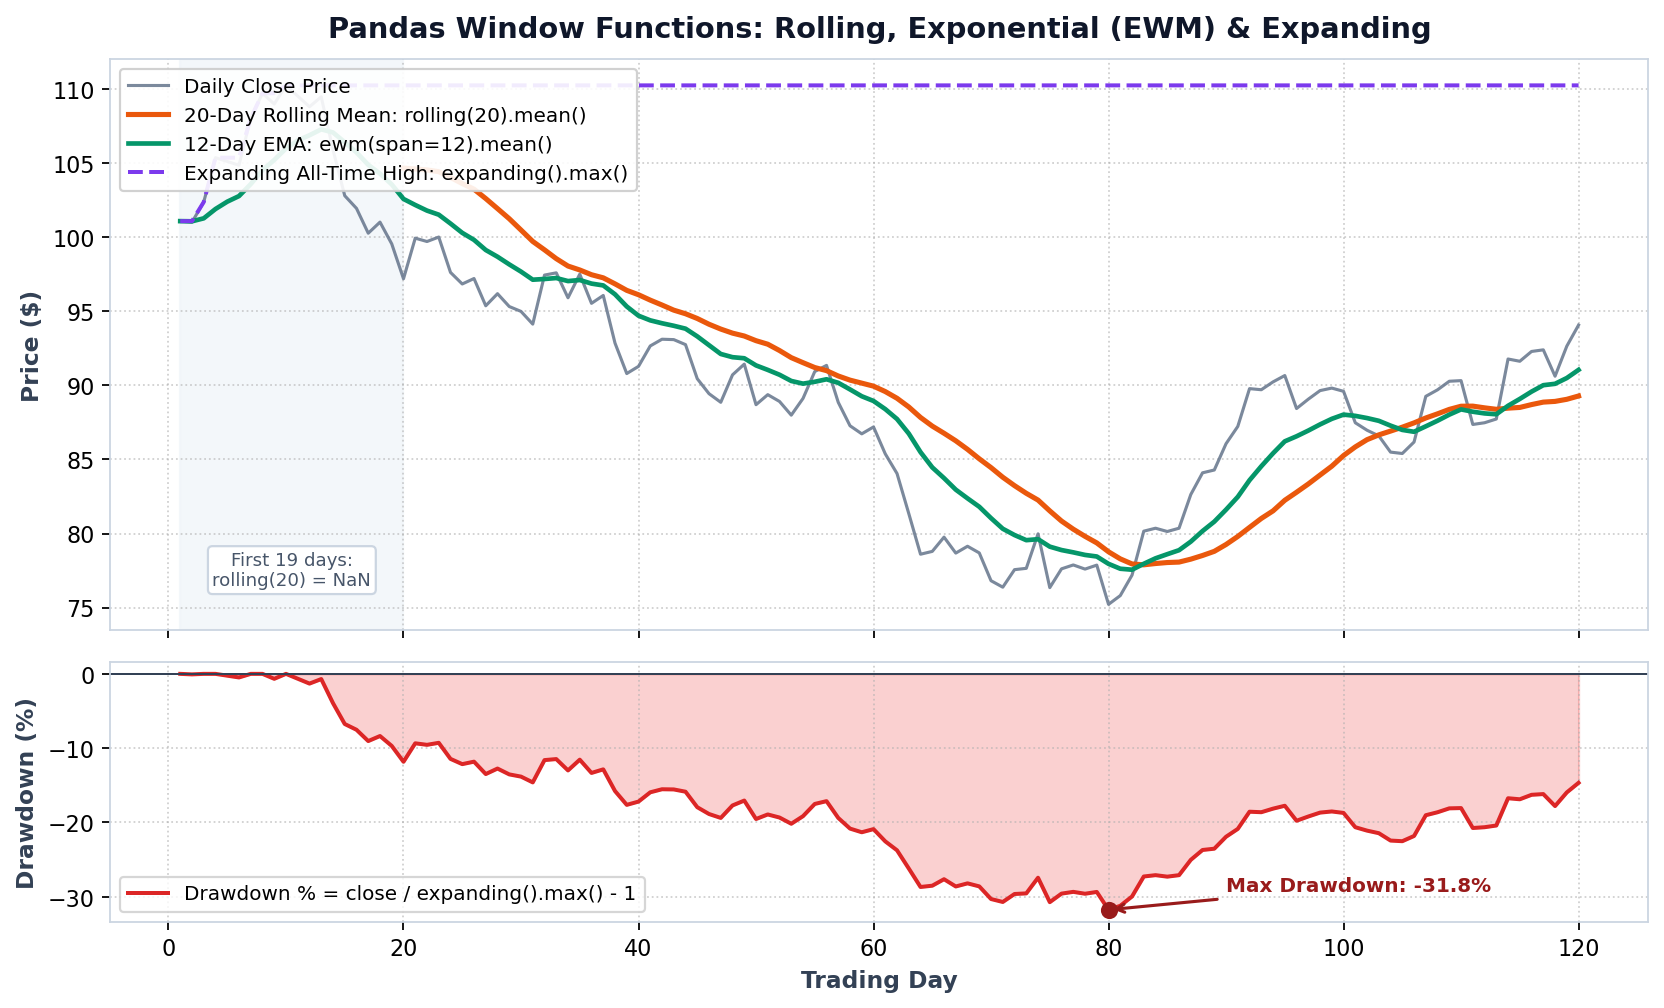 Pandas Window Functions: Rolling, Exponential (EWM) & Expanding
Price ($)
110
105
100
95
90
85
80
75
Daily Close Price
20-Day Rolling Mean: rolling(20).mean()
12-Day EMA: ewm(span=12).mean()
Expanding All-Time High: expanding().max()
First 19 days:
rolling(20) = NaN
Drawdown (%)
0
−10
−20
−30
Drawdown % = close / expanding().max() - 1
Max Drawdown: -31.8%
0
20
40
60
80
100
120
Trading Day